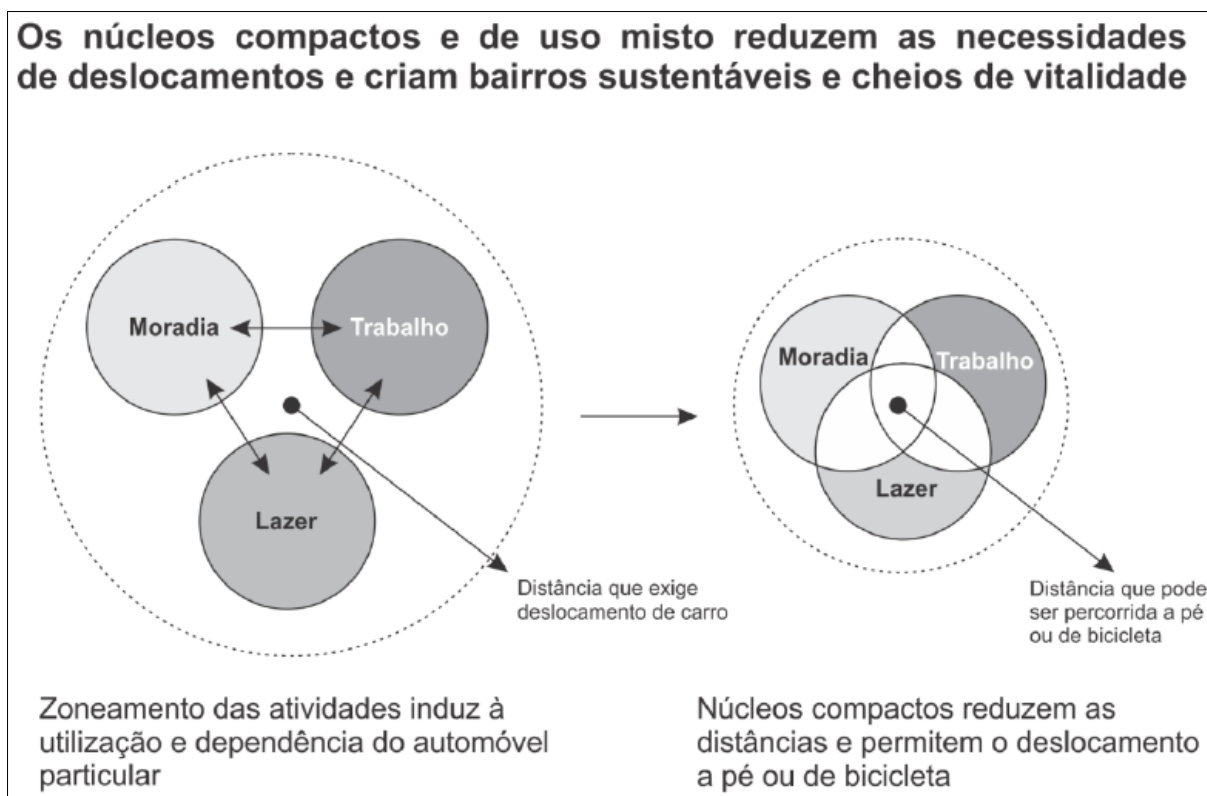 Os núcleos compactos e de uso misto reduzem as necessidades
de deslocamentos e criam bairros sustentáveis e cheios de vitalidade
Moradia
Trabalho
Lazer
Distância que exige
deslocamento de carro
Moradia
Trabalho
Lazer
Distância que pode
ser percorrida a pé
ou de bicicleta
Zoneamento das atividades induz à
utilização e dependência do automóvel
particular
Núcleos compactos reduzem as
distâncias e permitem o deslocamento
a pé ou de bicicleta